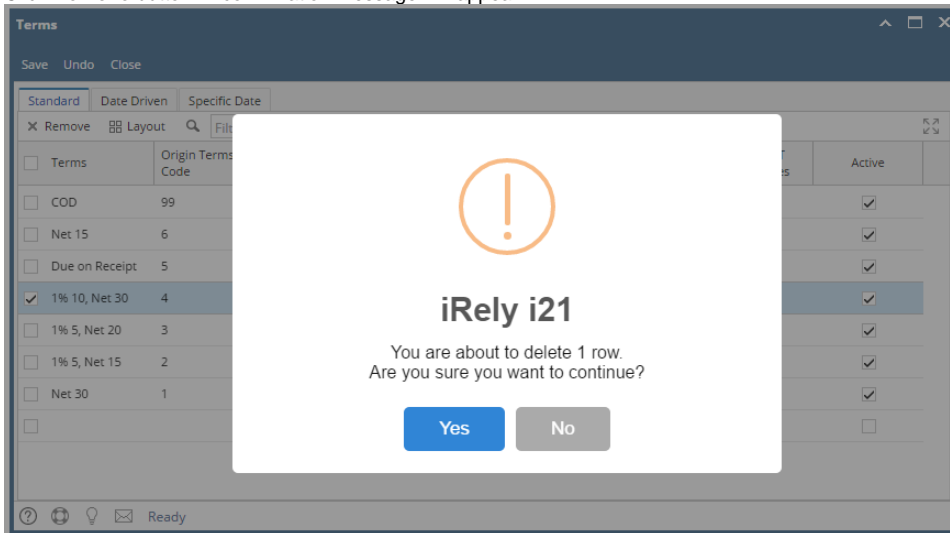 Terms
Save Undo Close
Standard Date Driven Specific Date
Remove Layout
Terms Origin Terms Code Active
COD 99
Net 15 6
Due on Receipt 5
1% 10, Net 30 4
1% 5, Net 20 3
1% 5, Net 15 2
Net 30 1
iRely i21
You are about to delete 1 row.
Are you sure you want to continue?
Yes No
Ready